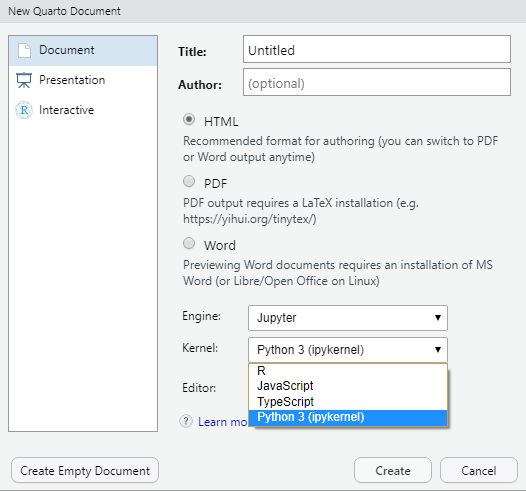 New Quarto Document
Document
Presentation
Interactive
Title:
Untitled
Author:
(optional)
HTML
Recommended format for authoring (you can switch to PDF
or Word output anytime)
PDF
PDF output requires a LaTeX installation (e.g.
https://yihui.org/tinytex/)
Word
Previewing Word documents requires an installation of MS
Word (or Libre/Open Office on Linux)
Engine:
Jupyter
Kernel:
Python 3 (ipykernel)
R
JavaScript
TypeScript
Python 3 (ipykernel)
Editor:
? Learn mo
Create Empty Document
Create
Cancel